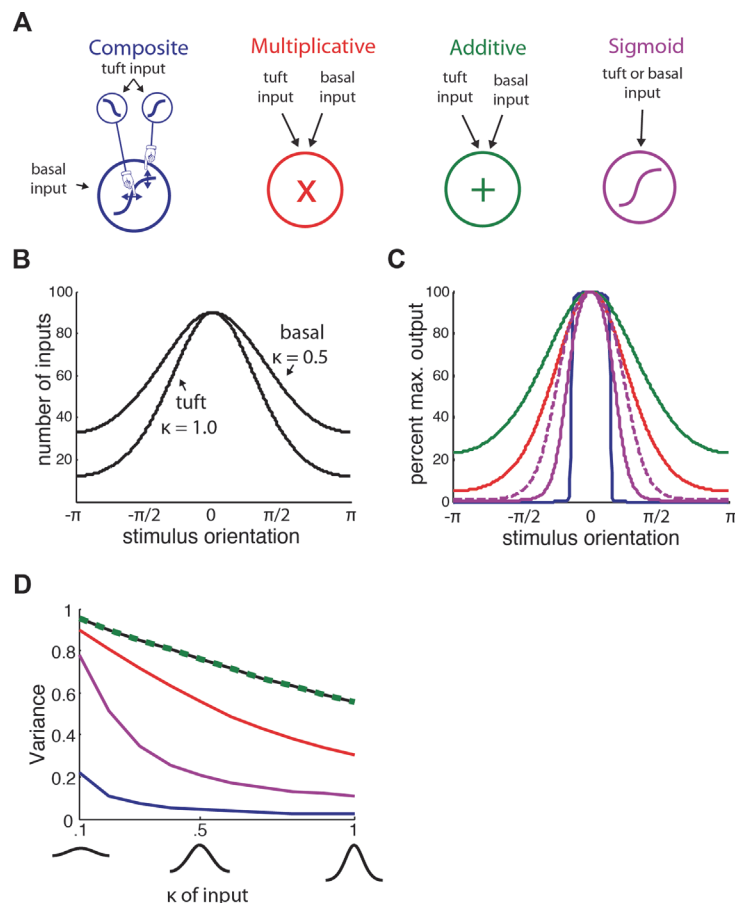 A
Composite
tuft input
basal
input
Multiplicative
tuft
input
basal
input
X
Additive
tuft
input
basal
input
+
Sigmoid
tuft or basal
input
B
number of inputs
100
80
60
40
20
basal
κ = 0.5
tuft
κ = 1.0
-π
-π/2
0
π/2
π
stimulus orientation
C
percent max. output
100
80
60
40
20
0
-π
-π/2
0
π/2
π
stimulus orientation
D
Variance
1
0.8
0.6
0.4
0.2
0
.1
.5
1
κ of input